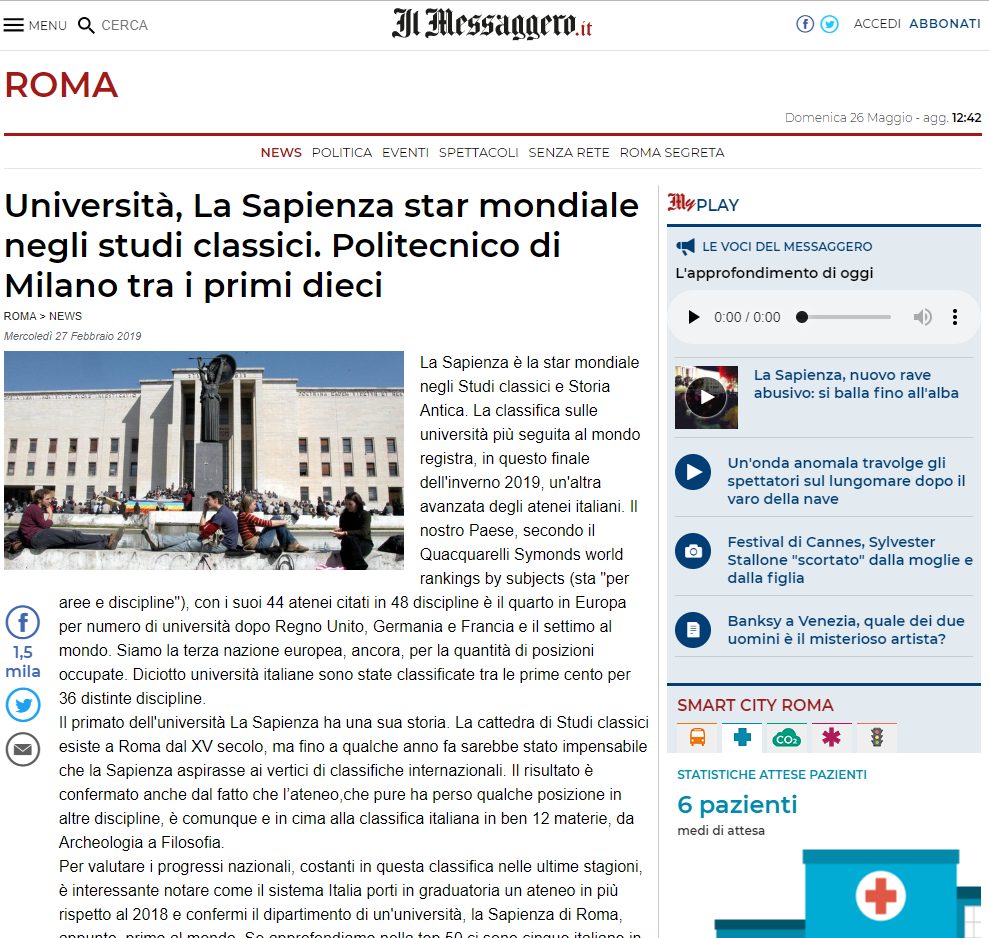 MENU CERCA
Il Messaggero.it
ACCEDI ABBONATI
ROMA
Domenica 26 Maggio - agg. 12:42
NEWS POLITICA EVENTI SPETTACOLI SENZA RETE ROMA SEGRETA
Università, La Sapienza star mondiale
negli studi classici. Politecnico di
Milano tra i primi dieci
ROMA > NEWS
Mercoledì 27 Febbraio 2019
La Sapienza è la star mondiale
negli Studi classici e Storia
Antica. La classifica sulle
università più seguita al mondo
registra, in questo finale
dell'inverno 2019, un'altra
avanzata degli atenei italiani. Il
nostro Paese, secondo il
Quacquarelli Symonds world
rankings by subjects (sta "per
aree e discipline"), con i suoi 44 atenei citati in 48 discipline è il quarto in Europa
per numero di università dopo Regno Unito, Germania e Francia e il settimo al
mondo. Siamo la terza nazione europea, ancora, per la quantità di posizioni
occupate. Diciotto università italiane sono state classificate tra le prime cento per
36 distinte discipline.
Il primato dell'università La Sapienza ha una sua storia. La cattedra di Studi classici
esiste a Roma dal XV secolo, ma fino a qualche anno fa sarebbe stato impensabile
che la Sapienza aspirasse ai vertici di classifiche internazionali. Il risultato è
confermato anche dal fatto che l’ateneo,che pure ha perso qualche posizione in
altre discipline, è comunque e in cima alla classifica italiana in ben 12 materie, da
Archeologia a Filosofia.
Per valutare i progressi nazionali, costanti in questa classifica nelle ultime stagioni,
è interessante notare come il sistema Italia porti in graduatoria un ateneo in più
rispetto al 2018 e confermi il dipartimento di un'università, la Sapienza di Roma,
appunto, primo al mondo. Se approfondiamo nella top 50 ci sono cinque italiane in
1,5
mila
My PLAY
LE VOCI DEL MESSAGGERO
L'approfondimento di oggi
0:00 / 0:00
La Sapienza, nuovo rave
abusivo: si balla fino all'alba
Un'onda anomala travolge gli
spettatori sul lungomare dopo il
varo della nave
Festival di Cannes, Sylvester
Stallone "scortato" dalla moglie e
dalla figlia
Banksy a Venezia, quale dei due
uomini è il misterioso artista?
SMART CITY ROMA
CO2
STATISTICHE ATTESE PAZIENTI
6 pazienti
medi di attesa